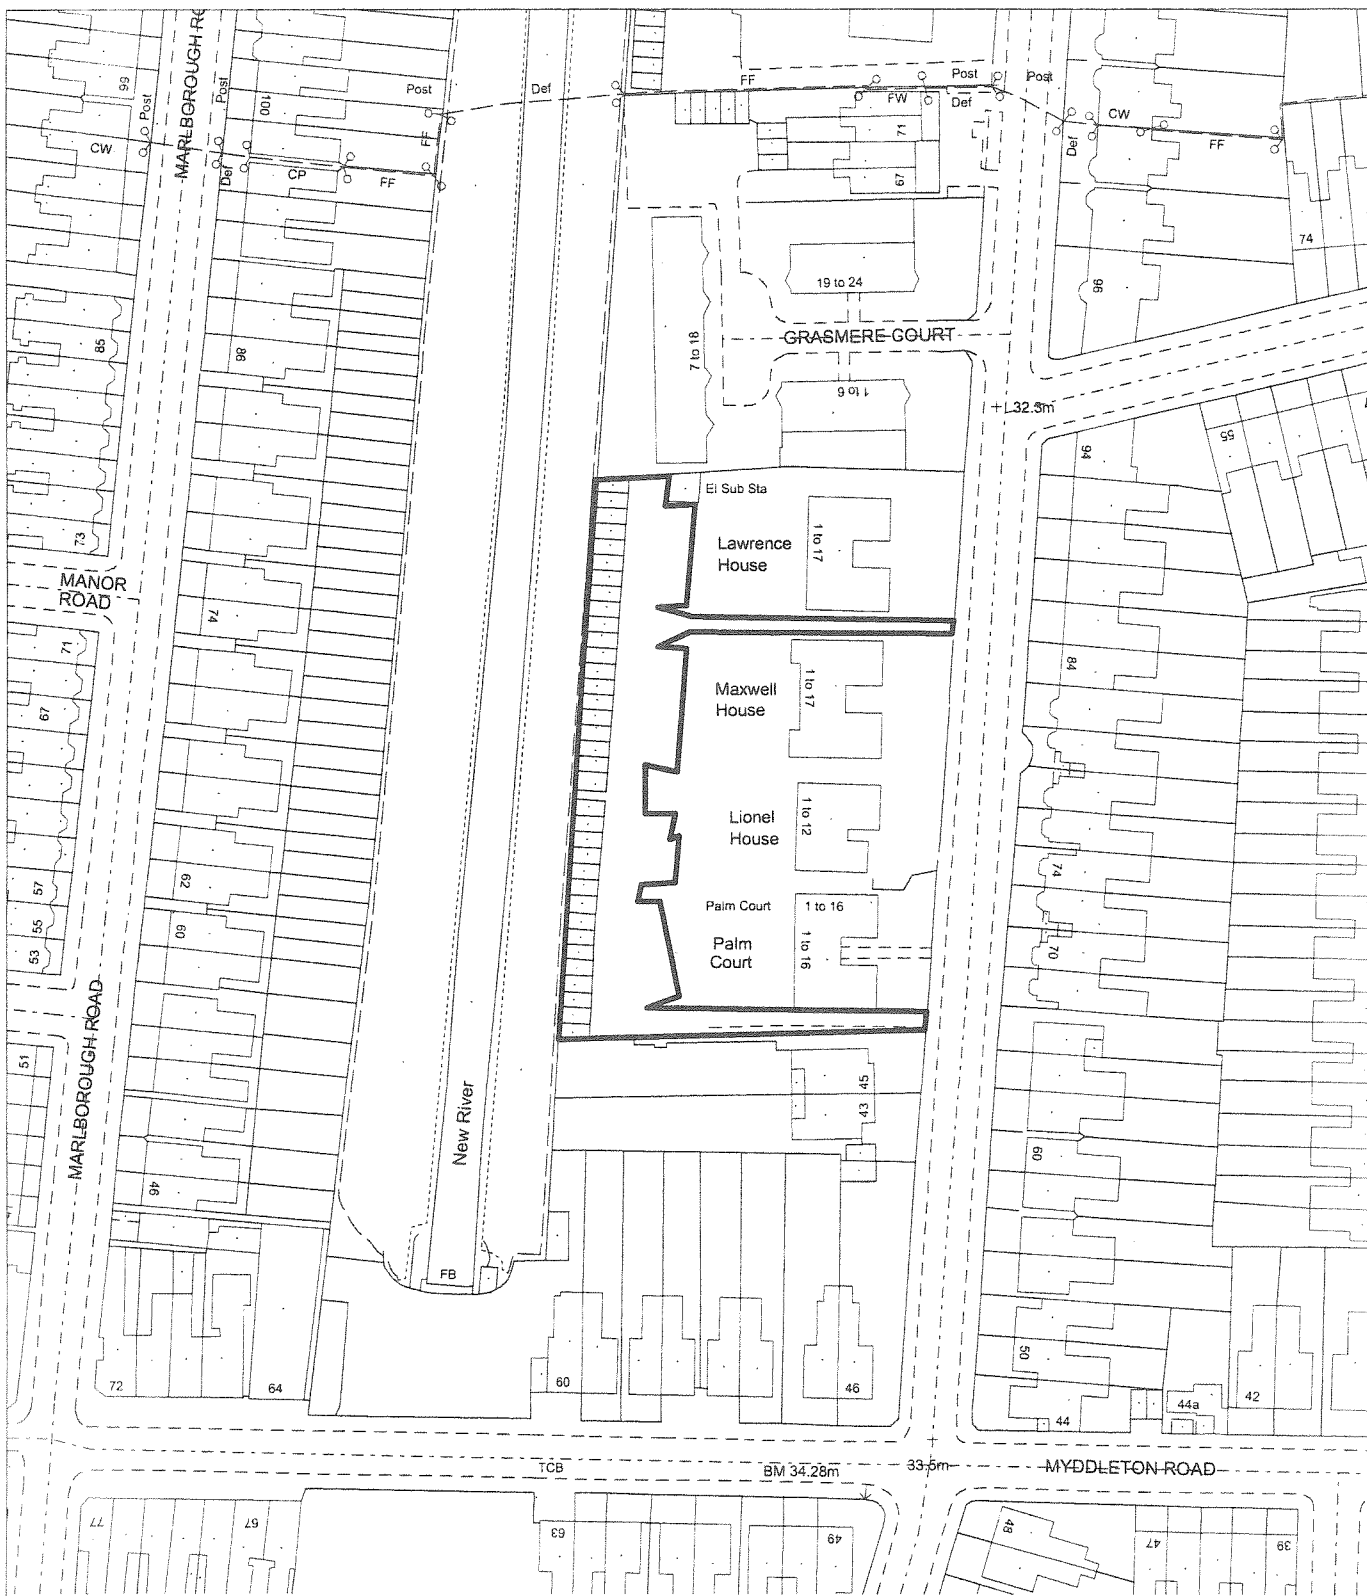 MARLBOROUGH RO
99
Post
CW
Post
Def
100
CP
FF
Post
FF
Def
FF
FW
Post
Def
Post
71
67
Def
CW
FF
74
96
19 to 24
GRASMERE COURT
7 to 18
1 to 6
32.3m
85
86
73
MANOR
ROAD
74
71
67
57
55
53
62
60
MARLBOROUGH ROAD
51
46
New River
FB
El Sub Sta
Lawrence
House
1 to 17
Maxwell
House
1 to 17
Lionel
House
1 to 12
Palm Court
1 to 16
Palm
Court
1 to 16
45
43
94
55
84
74
70
60
50
44
44a
42
72
64
60
46
TCB
BM 34.28m
33.5m
MYDDLETON ROAD
77
67
63
49
48
47
39